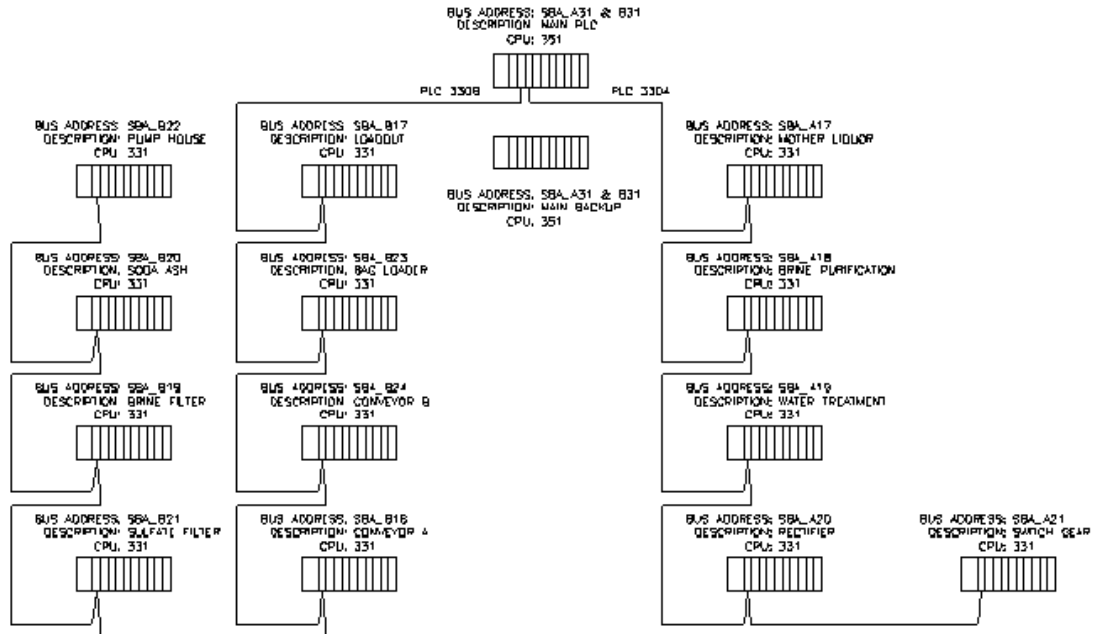 BUS ADDRESS: SBA_A31 & B31
DESCRIPTION: MAIN PLC
CPU: 351
PLC 330B
PLC 330A
BUS ADDRESS: SBA_B22
DESCRIPTION: PUMP HOUSE
CPU: 331
BUS ADDRESS: SBA_B17
DESCRIPTION: LOADOUT
CPU: 331
BUS ADDRESS: SBA_A17
DESCRIPTION: MOTHER LIQUOR
CPU: 331
BUS ADDRESS: SBA_A31 & B31
DESCRIPTION: MAIN BACKUP
CPU: 351
BUS ADDRESS: SBA_B20
DESCRIPTION: SODA ASH
CPU: 331
BUS ADDRESS: SBA_B23
DESCRIPTION: BAG LOADER
CPU: 331
BUS ADDRESS: SBA_A18
DESCRIPTION: BRINE PURIFICATION
CPU: 331
BUS ADDRESS: SBA_B19
DESCRIPTION: BRINE FILTER
CPU: 331
BUS ADDRESS: SBA_B24
DESCRIPTION: CONVEYOR B
CPU: 331
BUS ADDRESS: SBA_A19
DESCRIPTION: WATER TREATMENT
CPU: 331
BUS ADDRESS: SBA_B21
DESCRIPTION: SULFATE FILTER
CPU: 331
BUS ADDRESS: SBA_B18
DESCRIPTION: CONVEYOR A
CPU: 331
BUS ADDRESS: SBA_A20
DESCRIPTION: RECTIFIER
CPU: 331
BUS ADDRESS: SBA_A21
DESCRIPTION: SWITCH GEAR
CPU: 331